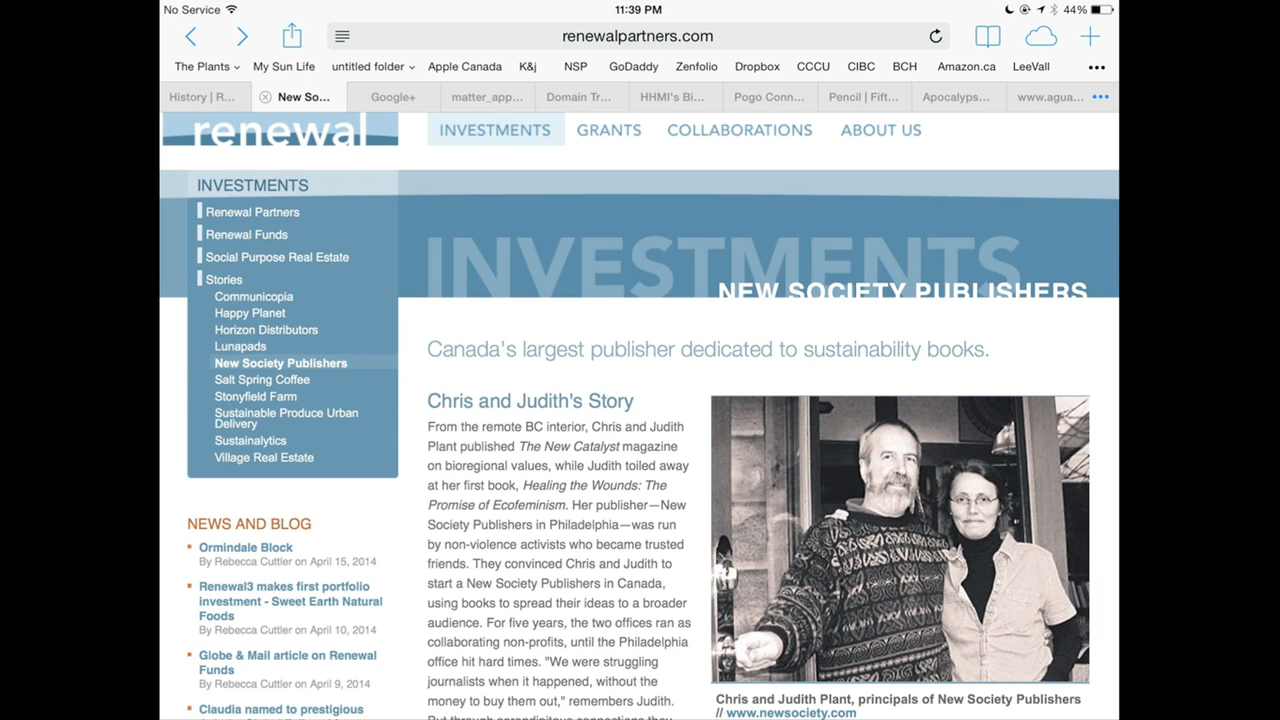 No Service
11:39 PM
44%
renewalpartners.com
The Plants My Sun Life untitled folder Apple Canada K&j NSP GoDaddy Zenfolio Dropbox CCCU CIBC BCH Amazon.ca LeeVall •••
History | R... New So... Google+ matter_app... Domain Tr... HHMI's Bi... Pogo Conn... Pencil | Fift... Apocalyps... www.agua... •••
renewal
INVESTMENTS GRANTS COLLABORATIONS ABOUT US
INVESTMENTS
Renewal Partners
Renewal Funds
Social Purpose Real Estate
Stories
Communicopia
Happy Planet
Horizon Distributors
Lunapads
New Society Publishers
Salt Spring Coffee
Stonyfield Farm
Sustainable Produce Urban
Delivery
Sustainalytics
Village Real Estate
NEWS AND BLOG
Ormindale Block
By Rebecca Cuttler on April 15, 2014
Renewal3 makes first portfolio
investment - Sweet Earth Natural
Foods
By Rebecca Cuttler on April 10, 2014
Globe & Mail article on Renewal
Funds
By Rebecca Cuttler on April 9, 2014
Claudia named to prestigious
INVESTMENTS
NEW SOCIETY PUBLISHERS
Canada's largest publisher dedicated to sustainability books.
Chris and Judith's Story
From the remote BC interior, Chris and Judith
Plant published The New Catalyst magazine
on bioregional values, while Judith toiled away
at her first book, Healing the Wounds: The
Promise of Ecofeminism. Her publisher—New
Society Publishers in Philadelphia—was run
by non-violence activists who became trusted
friends. They convinced Chris and Judith to
start a New Society Publishers in Canada,
using books to spread their ideas to a broader
audience. For five years, the two offices ran as
collaborating non-profits, until the Philadelphia
office hit hard times. "We were struggling
journalists when it happened, without the
money to buy them out," remembers Judith.
But through serendipitous connections they
Chris and Judith Plant, principals of New Society Publishers
// www.newsociety.com